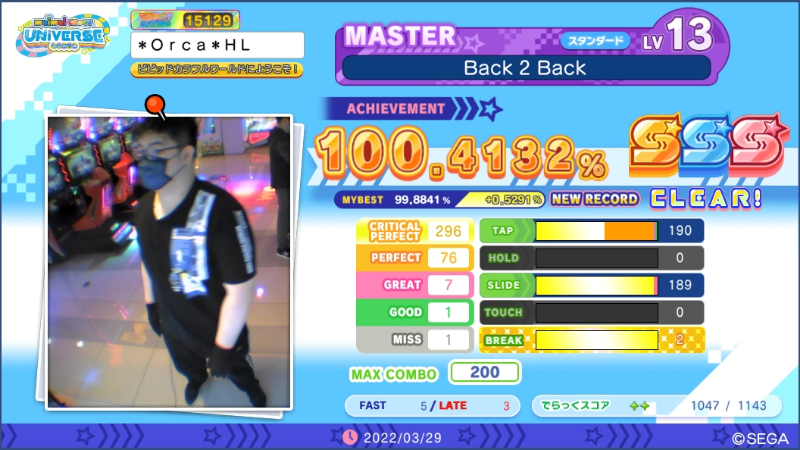 maimai でらっくす
UNiVERSE
15129
*Orca*HL
ビビッドカラフルワールドにようこそ!
MASTER
スタンダード
LV 13
Back 2 Back
ACHIEVEMENT
100.4132%
SSS
MYBEST 99,8841% +0,5291% NEW RECORD CLEAR!
CRITICAL PERFECT 296
PERFECT 76
GREAT 7
GOOD 1
MISS 1
TAP 190
HOLD 0
SLIDE 189
TOUCH 0
BREAK 2
MAX COMBO 200
FAST 5 / LATE 3
でらっくスコア 1047 / 1143
2022/03/29
©SEGA